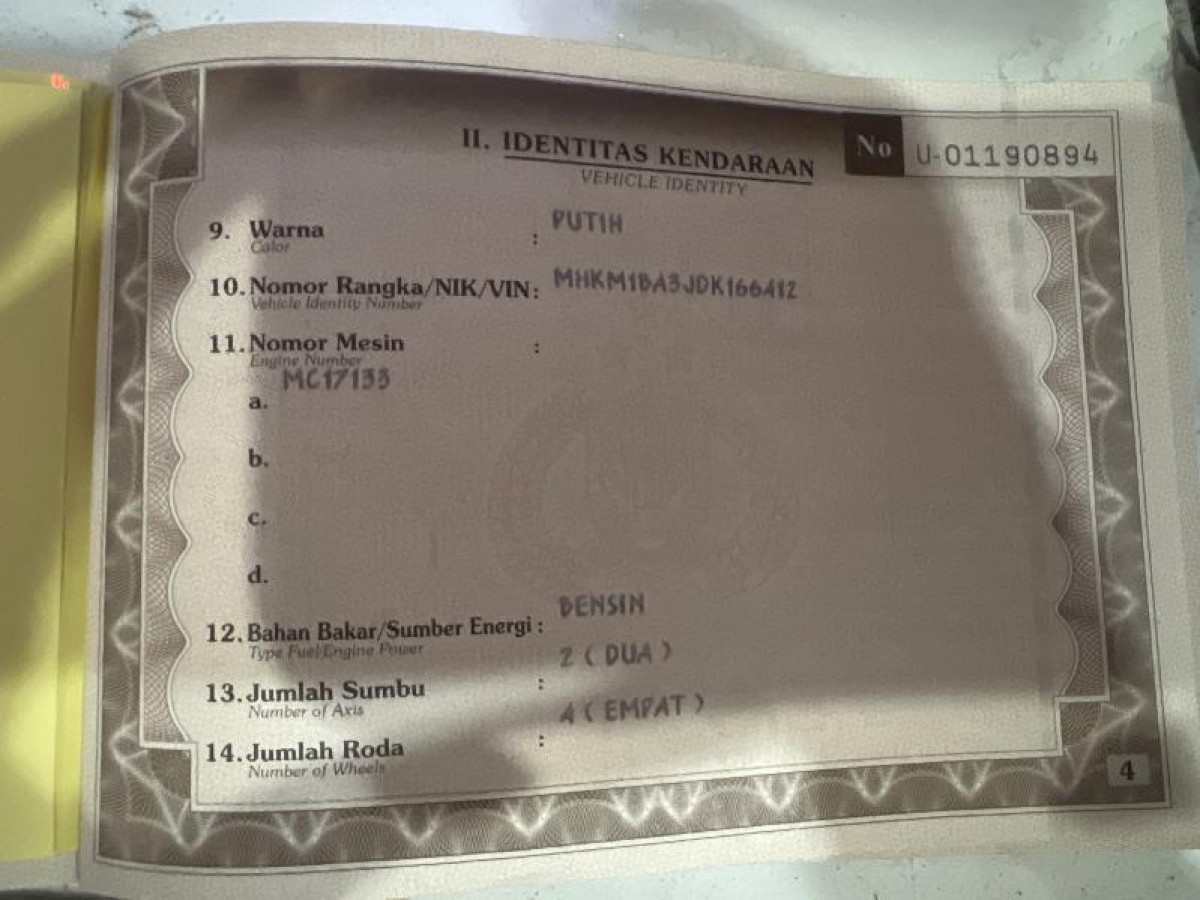 II. IDENTITAS KENDARAAN
VEHICLE IDENTITY
No U-01190894
9. Warna : PUTIH
Color
10. Nomor Rangka/NIK/VIN: MHKM1BA3JDK166412
Vehicle Identity Number
11. Nomor Mesin :
Engine Number
MC17133
a.
b.
c.
d.
12. Bahan Bakar/Sumber Energi : BENSIN
Type Fuel/Engine Power
13. Jumlah Sumbu : 2 ( DUA )
Number of Axis
14. Jumlah Roda : 4 ( EMPAT )
Number of Wheels
4